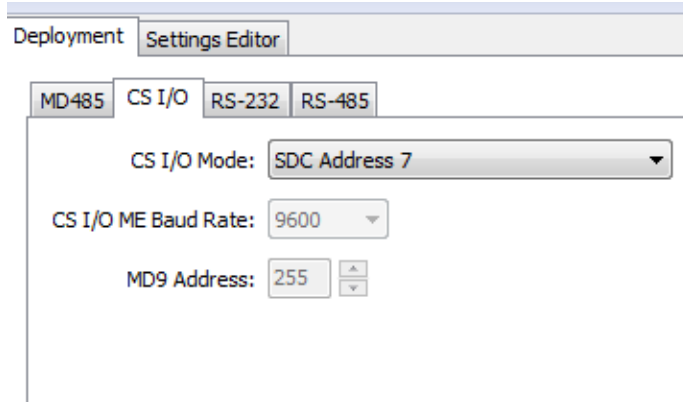 Deployment Settings Editor
MD485 CS I/O RS-232 RS-485
CS I/O Mode: SDC Address 7
CS I/O ME Baud Rate: 9600
MD9 Address: 255